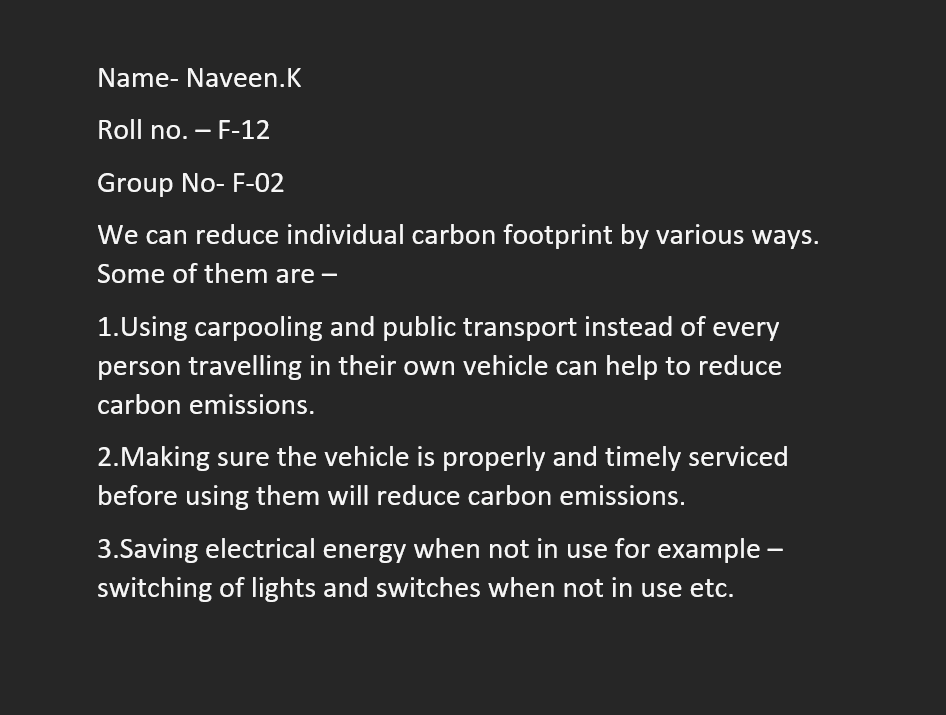 Name- Naveen.K
Roll no. – F-12
Group No- F-02
We can reduce individual carbon footprint by various ways.
Some of them are –
1.Using carpooling and public transport instead of every
person travelling in their own vehicle can help to reduce
carbon emissions.
2.Making sure the vehicle is properly and timely serviced
before using them will reduce carbon emissions.
3.Saving electrical energy when not in use for example –
switching of lights and switches when not in use etc.